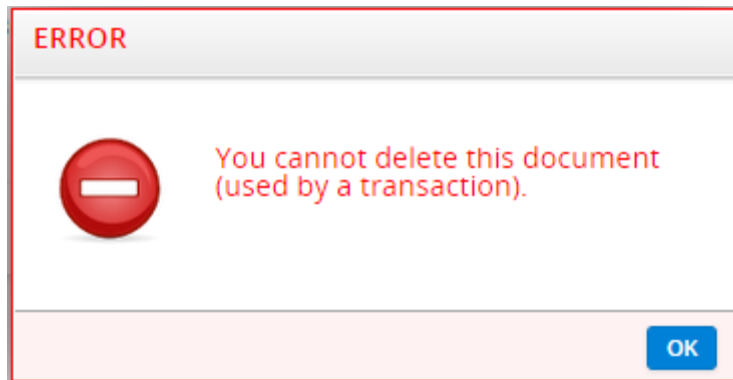 ERROR
You cannot delete this document
(used by a transaction).
OK